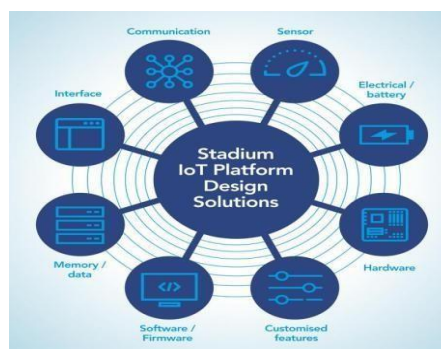 Communication
Sensor
Interface
Electrical /
battery
Stadium
IoT Platform
Design
Solutions
Memory /
data
Hardware
</>
Software /
Firmware
Customised
features